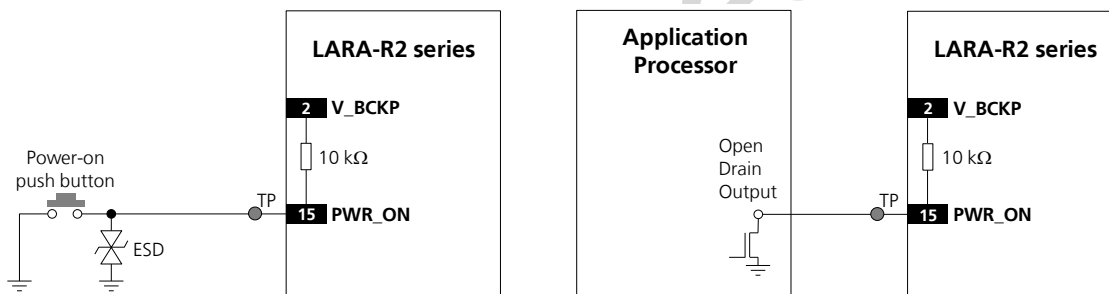 LARA-R2 series
2 V_BCKP
10 kΩ
Power-on
push button
TP
15 PWR_ON
ESD
Application
Processor
Open
Drain
Output
LARA-R2 series
2 V_BCKP
10 kΩ
TP
15 PWR_ON